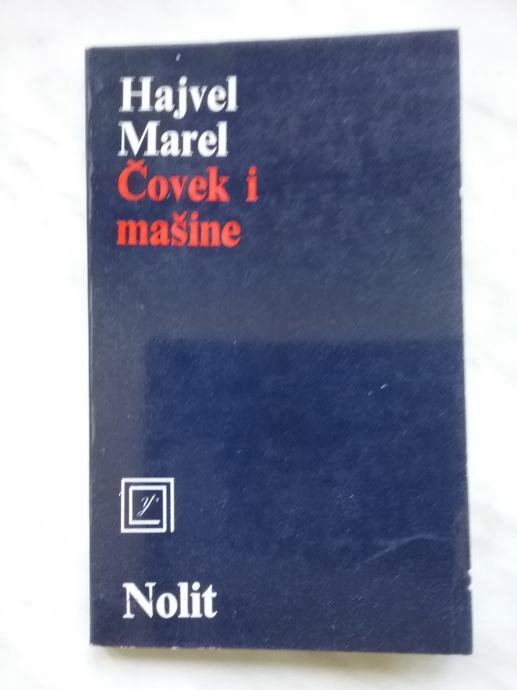 Hajvel
Marel
Čovek i
mašine
Nolit